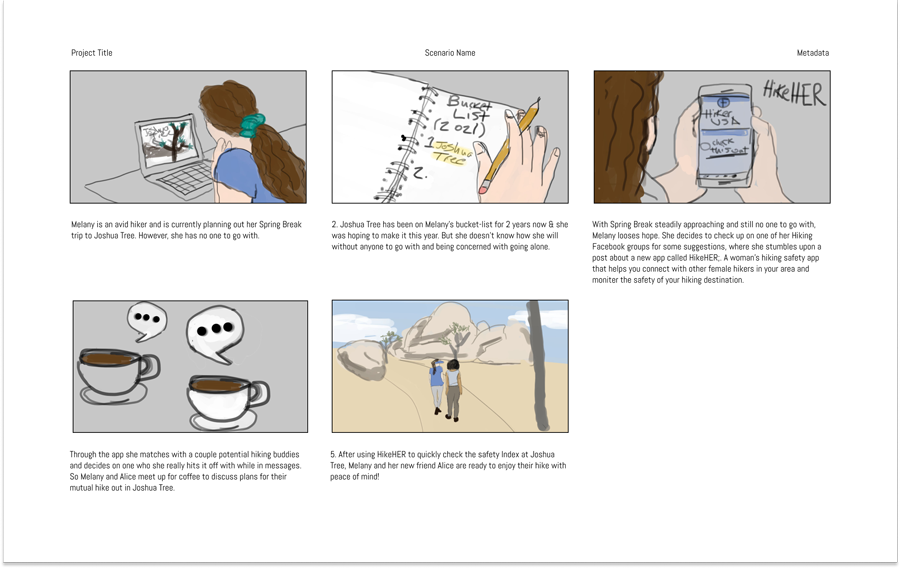 Project Title
Scenario Name
Metadata
Joshua
Tree
Bucket
List
(2021)
1. Joshua
Tree
2.
HikeHER
Hiker
USA
check
this out
Melany is an avid hiker and is currently planning out her Spring Break
trip to Joshua Tree. However, she has no one to go with.
2. Joshua Tree has been on Melany's bucket-list for 2 years now & she
was hoping to make it this year. But she doesn't know how she will
without anyone to go with and being concerned with going alone.
With Spring Break steadily approaching and still no one to go with,
Melany looses hope. She decides to check up on one of her Hiking
Facebook groups for some suggestions, where she stumbles upon a
post about a new app called HikeHER;. A woman's hiking safety app
that helps you connect with other female hikers in your area and
moniter the safety of your hiking destination.
Through the app she matches with a couple potential hiking buddies
and decides on one who she really hits it off with while in messages.
So Melany and Alice meet up for coffee to discuss plans for their
mutual hike out in Joshua Tree.
5. After using HikeHER to quickly check the safety Index at Joshua
Tree, Melany and her new friend Alice are ready to enjoy their hike with
peace of mind!